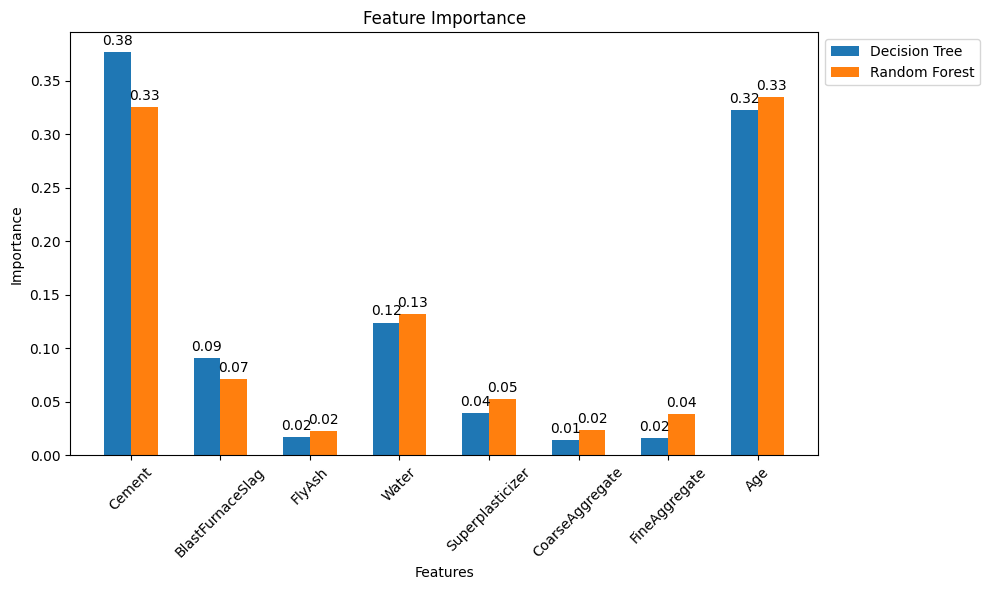 Feature Importance
Decision Tree
Random Forest
Importance
0.35
0.30
0.25
0.20
0.15
0.10
0.05
0.00
0.38
0.33
0.09
0.07
0.02
0.02
0.12
0.13
0.04
0.05
0.01
0.02
0.02
0.04
0.32
0.33
Cement
BlastFurnaceSlag
FlyAsh
Water
Superplasticizer
CoarseAggregate
FineAggregate
Age
Features